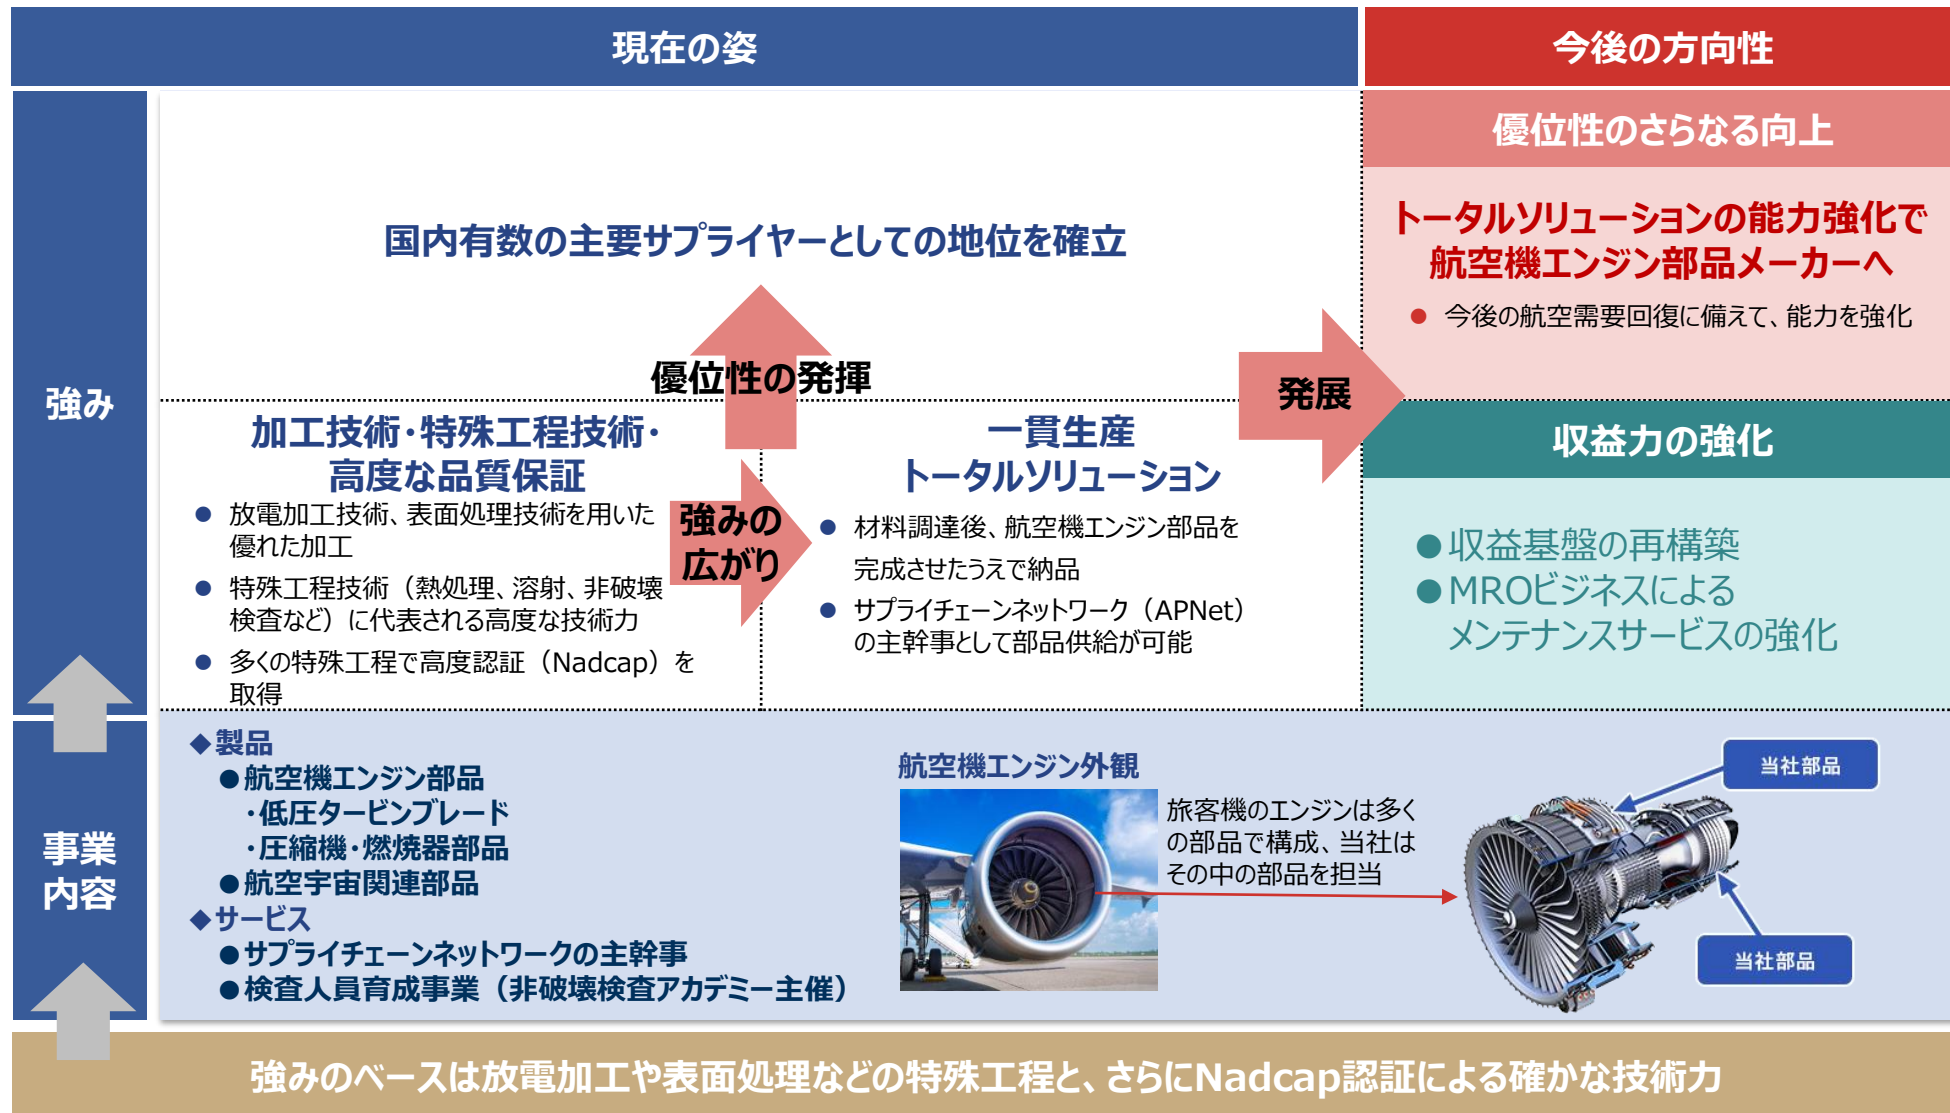 現在の姿
今後の方向性
強み
国内有数の主要サプライヤーとしての地位を確立
優位性の発揮
加工技術・特殊工程技術・
高度な品質保証
● 放電加工技術、表面処理技術を用いた
優れた加工
● 特殊工程技術（熱処理、溶射、非破壊
検査など）に代表される高度な技術力
● 多くの特殊工程で高度認証（Nadcap）を
取得
強みの
広がり
一貫生産
トータルソリューション
● 材料調達後、航空機エンジン部品を
完成させたうえで納品
● サプライチェーンネットワーク（APNet）
の主幹事として部品供給が可能
発展
優位性のさらなる向上
トータルソリューションの能力強化で
航空機エンジン部品メーカーへ
● 今後の航空需要回復に備えて、能力を強化
収益力の強化
●収益基盤の再構築
●MROビジネスによる
メンテナンスサービスの強化
事業
内容
◆製品
●航空機エンジン部品
・低圧タービンブレード
・圧縮機・燃焼器部品
●航空宇宙関連部品
◆サービス
●サプライチェーンネットワークの主幹事
●検査人員育成事業（非破壊検査アカデミー主催）
航空機エンジン外観
旅客機のエンジンは多く
の部品で構成、当社は
その中の部品を担当
当社部品
当社部品
強みのベースは放電加工や表面処理などの特殊工程と、さらにNadcap認証による確かな技術力